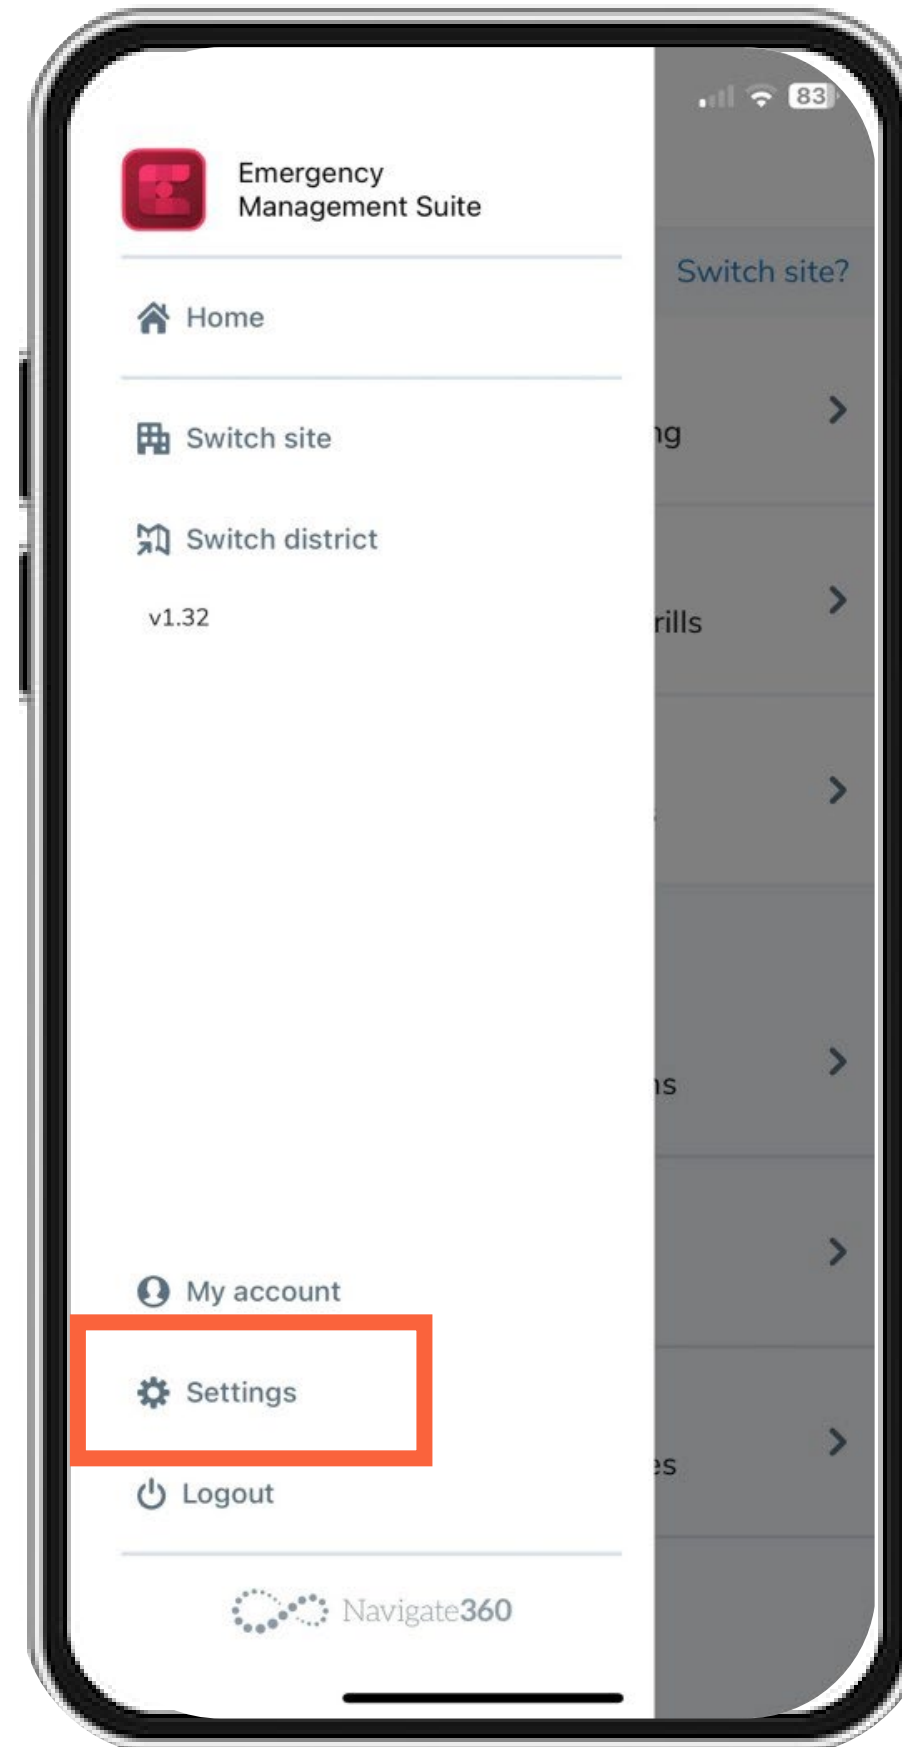 83
Emergency
Management Suite
Switch site?
Home
Switch site
ng
Switch district
v1.32
rills
ns
My account
Settings
es
Logout
Navigate360